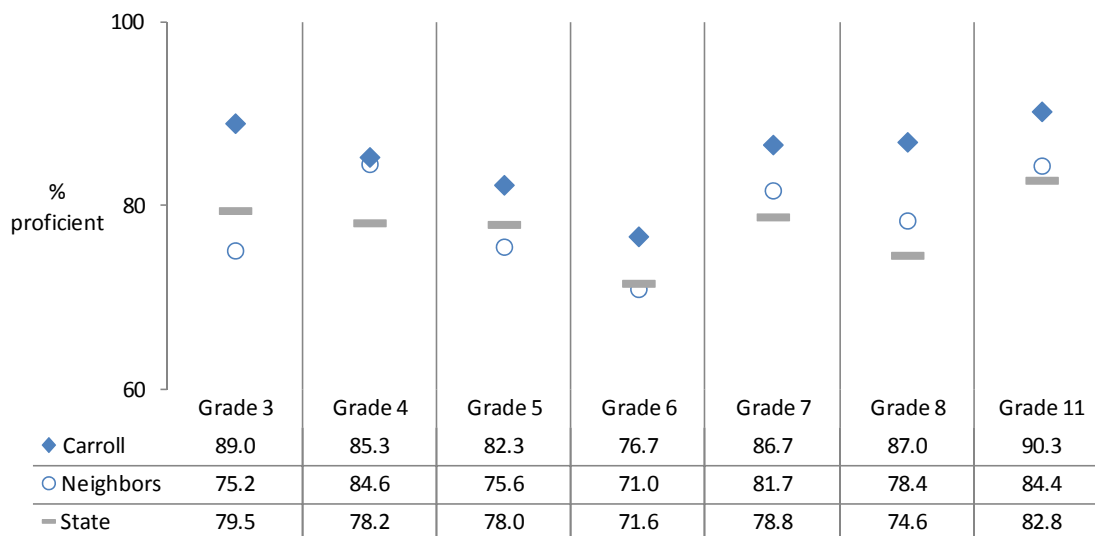 100
80
60
%
proficient
Grade 3 Grade 4 Grade 5 Grade 6 Grade 7 Grade 8 Grade 11
Carroll 89.0 85.3 82.3 76.7 86.7 87.0 90.3
Neighbors 75.2 84.6 75.6 71.0 81.7 78.4 84.4
State 79.5 78.2 78.0 71.6 78.8 74.6 82.8